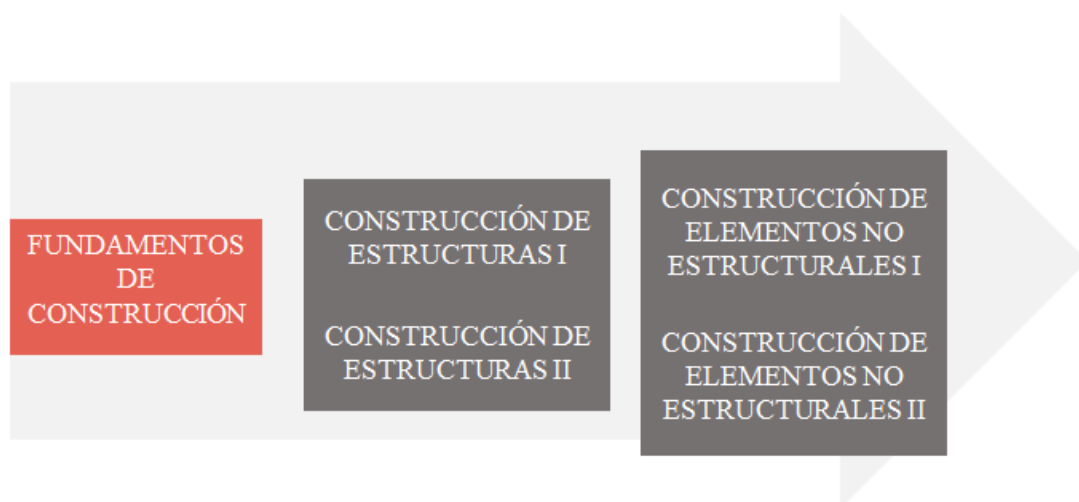 FUNDAMENTOS
DE
CONSTRUCCIÓN
CONSTRUCCIÓN DE
ESTRUCTURAS I
CONSTRUCCIÓN DE
ESTRUCTURAS II
CONSTRUCCIÓN DE
ELEMENTOS NO
ESTRUCTURALES I
CONSTRUCCIÓN DE
ELEMENTOS NO
ESTRUCTURALES II